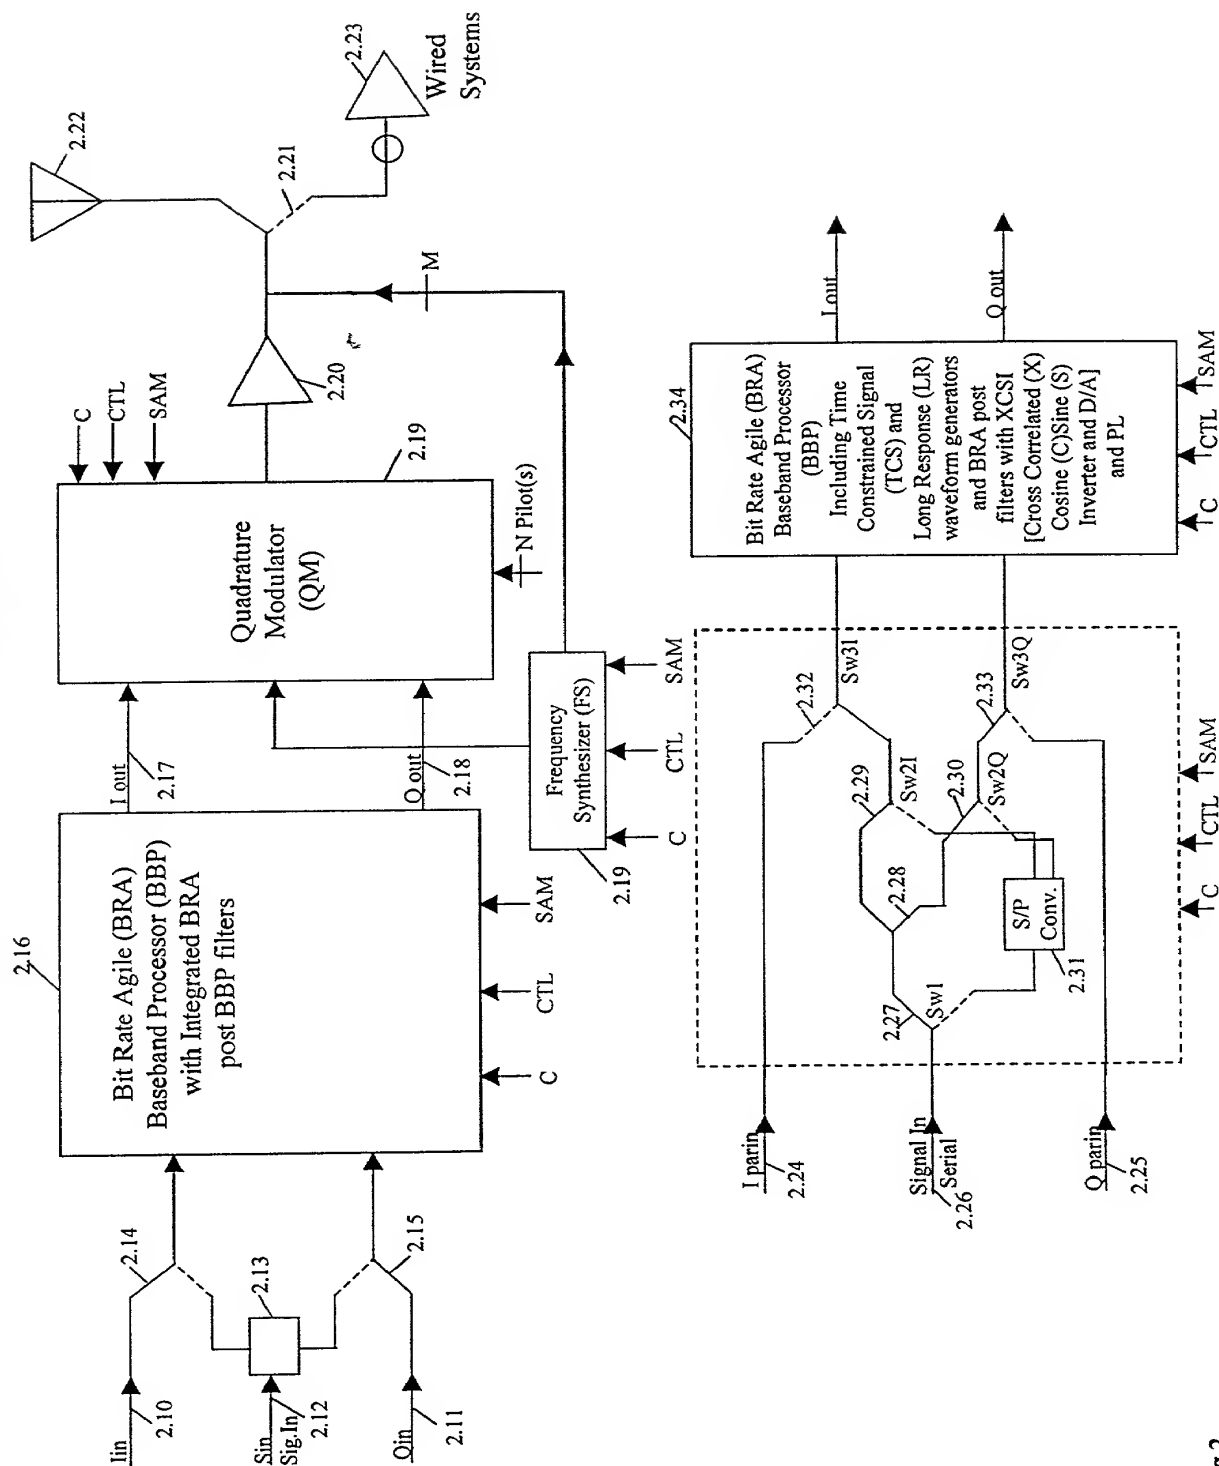 Iin
2.10
Sin
Sig.In
2.12
Qin
2.11
2.13
2.14
2.15
2.16
Bit Rate Agile (BRA)
Baseband Processor (BBP)
with Integrated BRA
post BBP filters
C
CTL
SAM
I out
2.17
Q out
2.18
Quadrature
Modulator
(QM)
2.19
C
CTL
SAM
N Pilot(s)
Frequency
Synthesizer (FS)
2.19
C
CTL
SAM
2.20
M
2.21
2.22
2.23
Wired
Systems
I parin
2.24
Signal In
Serial
2.26
Q parin
2.25
2.27
Sw1
2.28
2.29
Sw2I
2.30
Sw2Q
S/P
Conv.
2.31
2.32
Sw3I
2.33
Sw3Q
C
CTL
SAM
2.34
Bit Rate Agile (BRA)
Baseband Processor
(BBP)
Including Time
Constrained Signal
(TCS) and
Long Response (LR)
waveform generators
and BRA post
filters with XCSI
[Cross Correlated (X)
Cosine (C)Sine (S)
Inverter and D/A]
and PL
C
CTL
SAM
I out
Q out